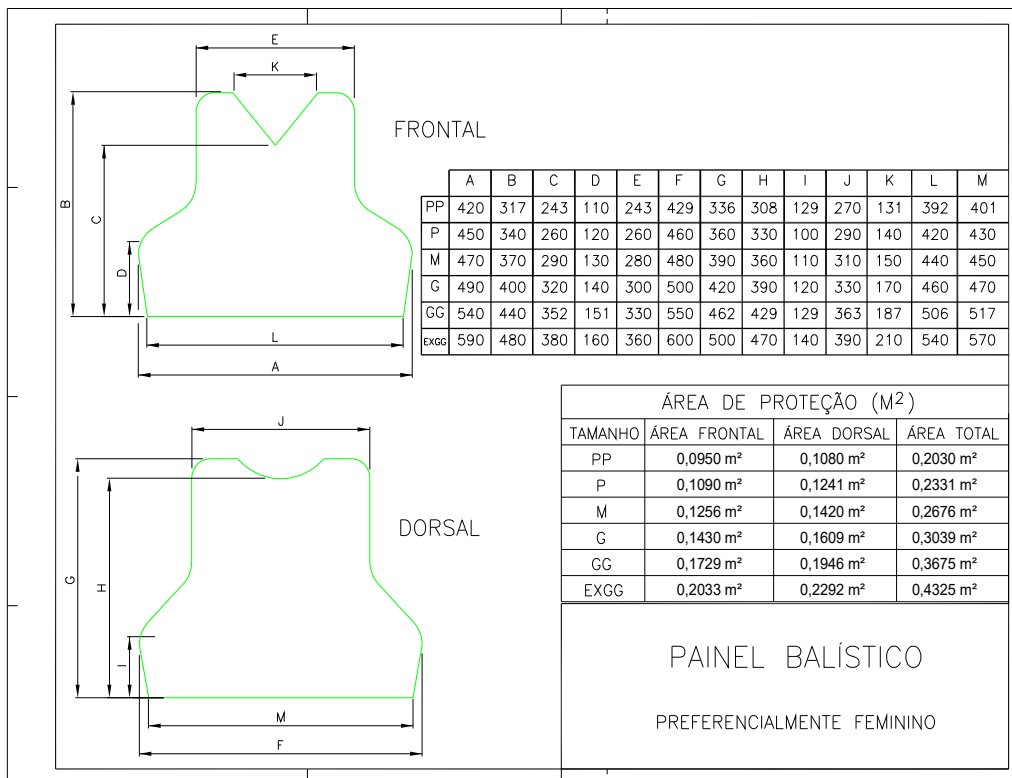 E
K
B
C
D
L
A
FRONTAL
A B C D E F G H I J K L M
PP 420 317 243 110 243 429 336 308 129 270 131 392 401
P 450 340 260 120 260 460 360 330 100 290 140 420 430
M 470 370 290 130 280 480 390 360 110 310 150 440 450
G 490 400 320 140 300 500 420 390 120 330 170 460 470
GG 540 440 352 151 330 550 462 429 129 363 187 506 517
EXGG 590 480 380 160 360 600 500 470 140 390 210 540 570
J
G
H
I
M
F
DORSAL
ÁREA DE PROTEÇÃO (M²)
TAMANHO ÁREA FRONTAL ÁREA DORSAL ÁREA TOTAL
PP 0,0950 m² 0,1080 m² 0,2030 m²
P 0,1090 m² 0,1241 m² 0,2331 m²
M 0,1256 m² 0,1420 m² 0,2676 m²
G 0,1430 m² 0,1609 m² 0,3039 m²
GG 0,1729 m² 0,1946 m² 0,3675 m²
EXGG 0,2033 m² 0,2292 m² 0,4325 m²
PAINEL BALÍSTICO
PREFERENCIALMENTE FEMININO